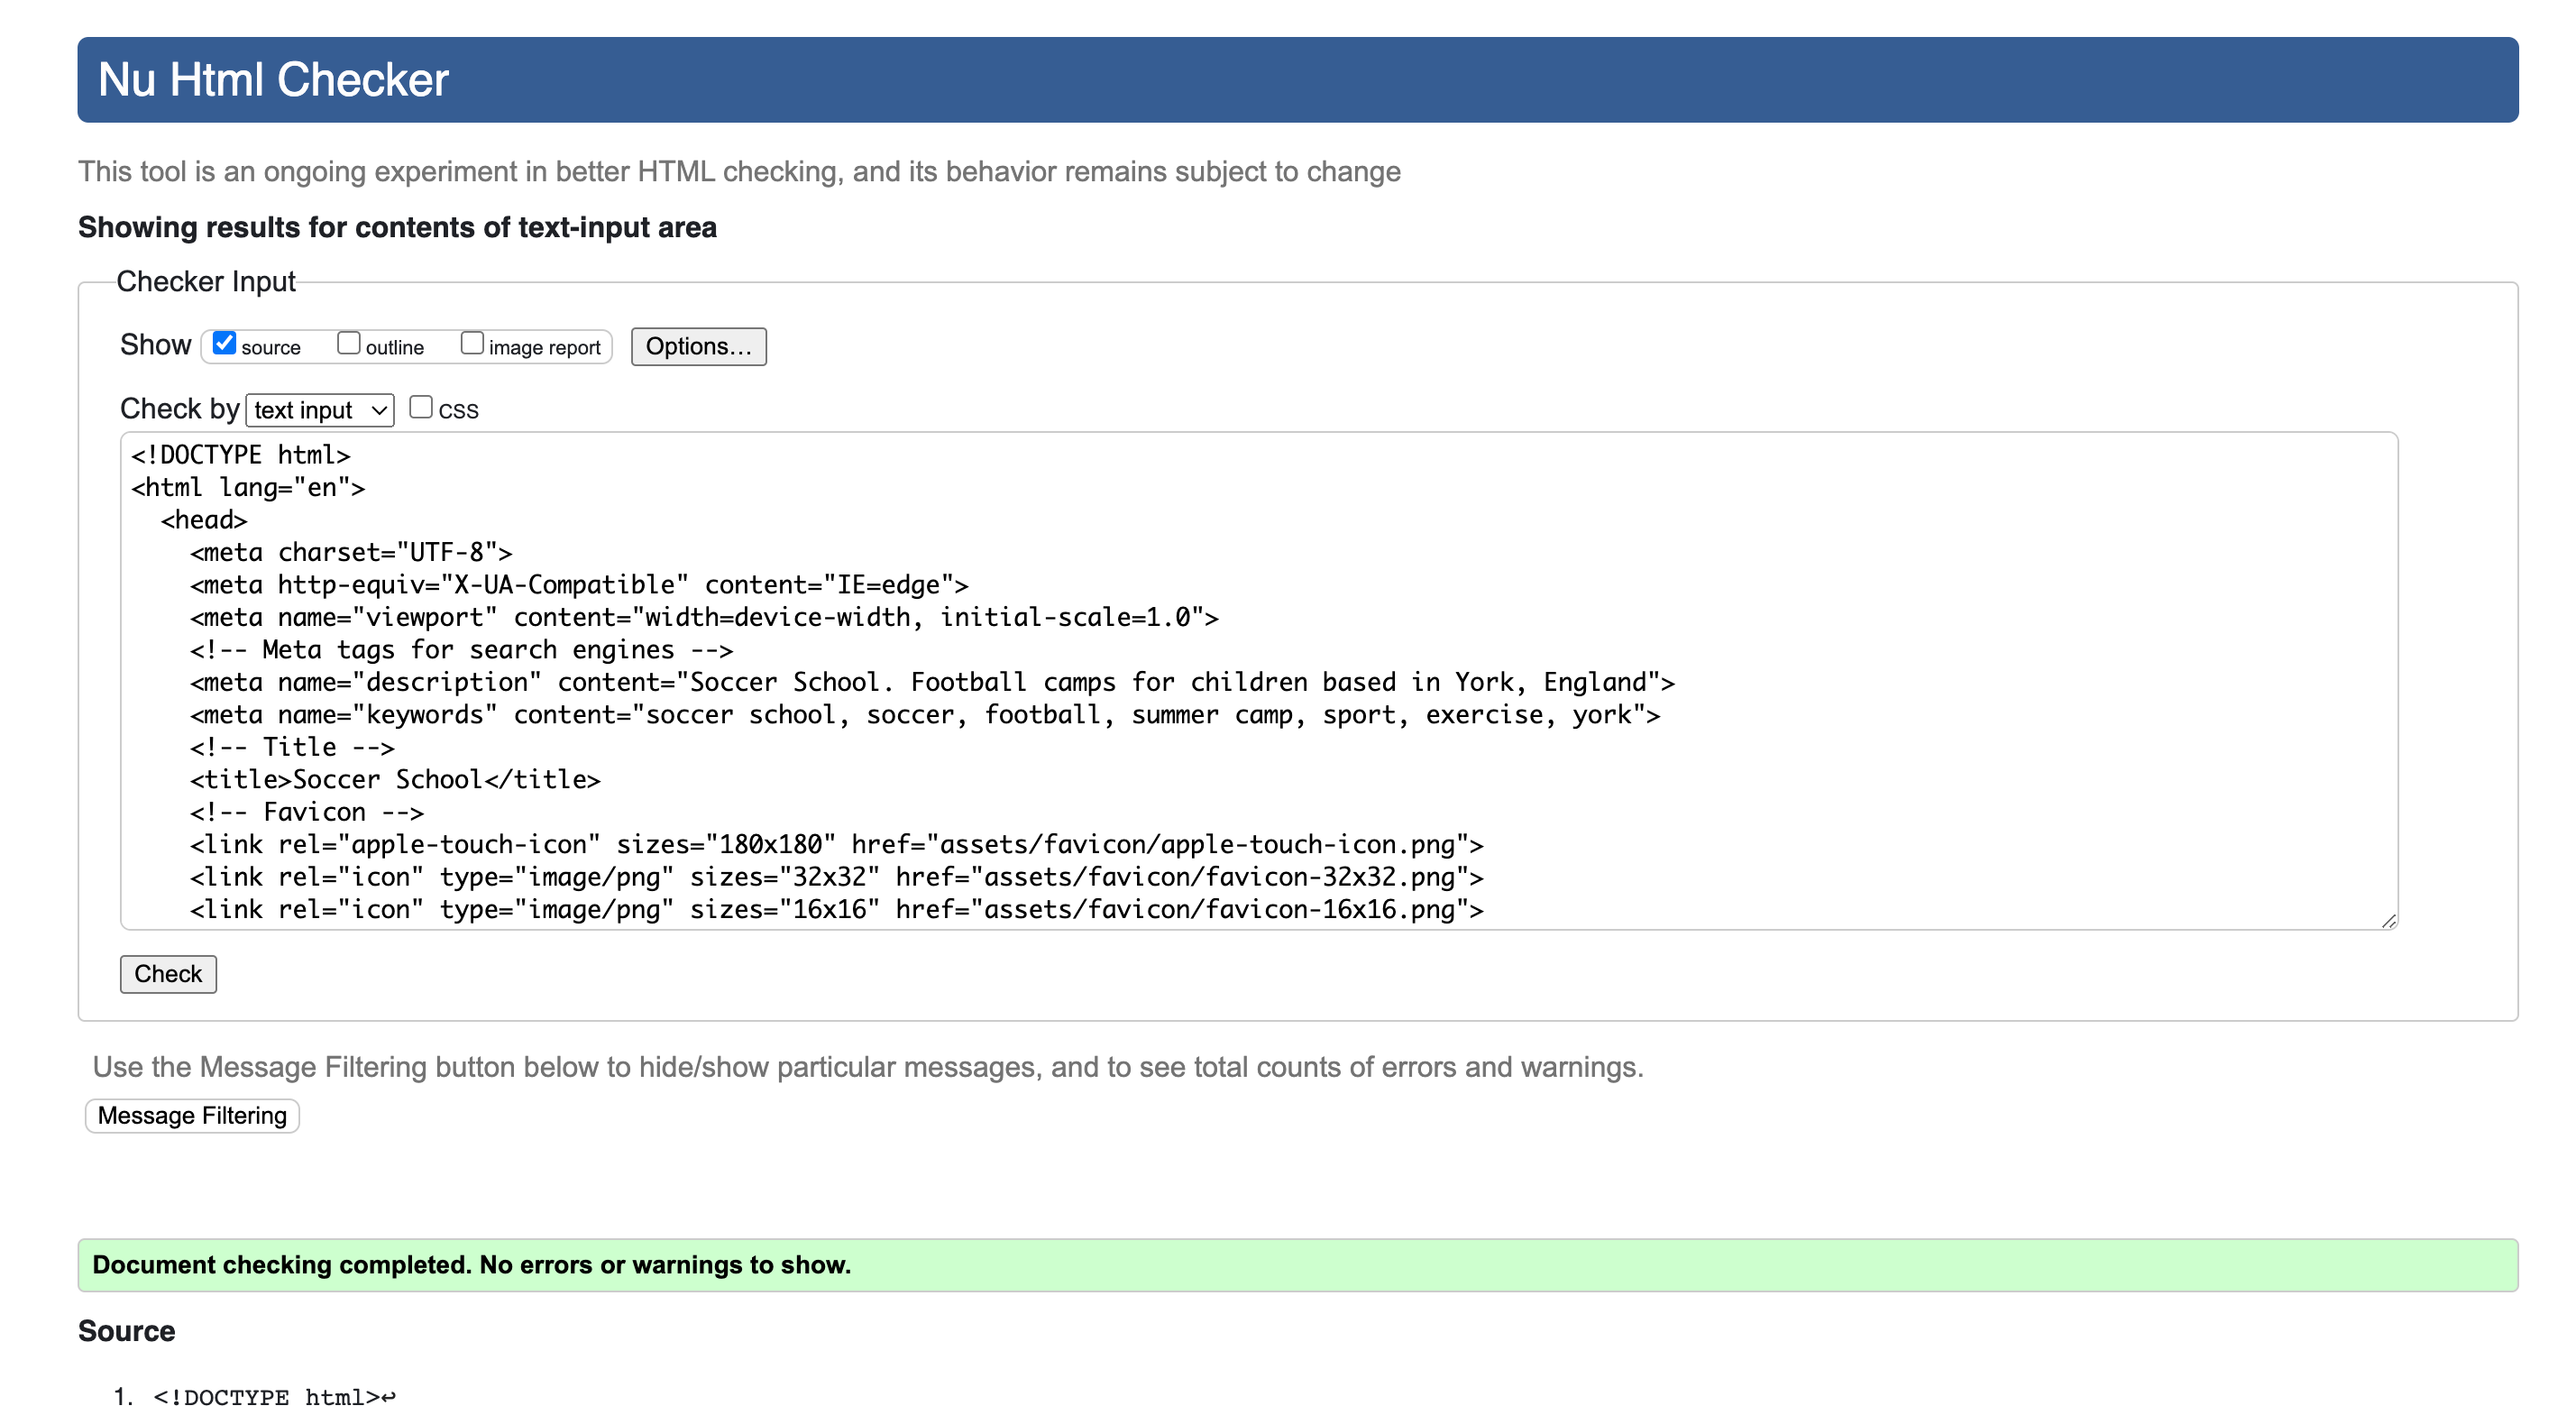 Nu Html Checker
This tool is an ongoing experiment in better HTML checking, and its behavior remains subject to change
Showing results for contents of text-input area
Checker Input
Show source outline image report Options...
Check by text input CSS
<!DOCTYPE html>
<html lang="en">
  <head>
    <meta charset="UTF-8">
    <meta http-equiv="X-UA-Compatible" content="IE=edge">
    <meta name="viewport" content="width=device-width, initial-scale=1.0">
    <!-- Meta tags for search engines -->
    <meta name="description" content="Soccer School. Football camps for children based in York, England">
    <meta name="keywords" content="soccer school, soccer, football, summer camp, sport, exercise, york">
    <!-- Title -->
    <title>Soccer School</title>
    <!-- Favicon -->
    <link rel="apple-touch-icon" sizes="180x180" href="assets/favicon/apple-touch-icon.png">
    <link rel="icon" type="image/png" sizes="32x32" href="assets/favicon/favicon-32x32.png">
    <link rel="icon" type="image/png" sizes="16x16" href="assets/favicon/favicon-16x16.png">
Check
Use the Message Filtering button below to hide/show particular messages, and to see total counts of errors and warnings.
Message Filtering
Document checking completed. No errors or warnings to show.
Source
1. <!DOCTYPE html>↩